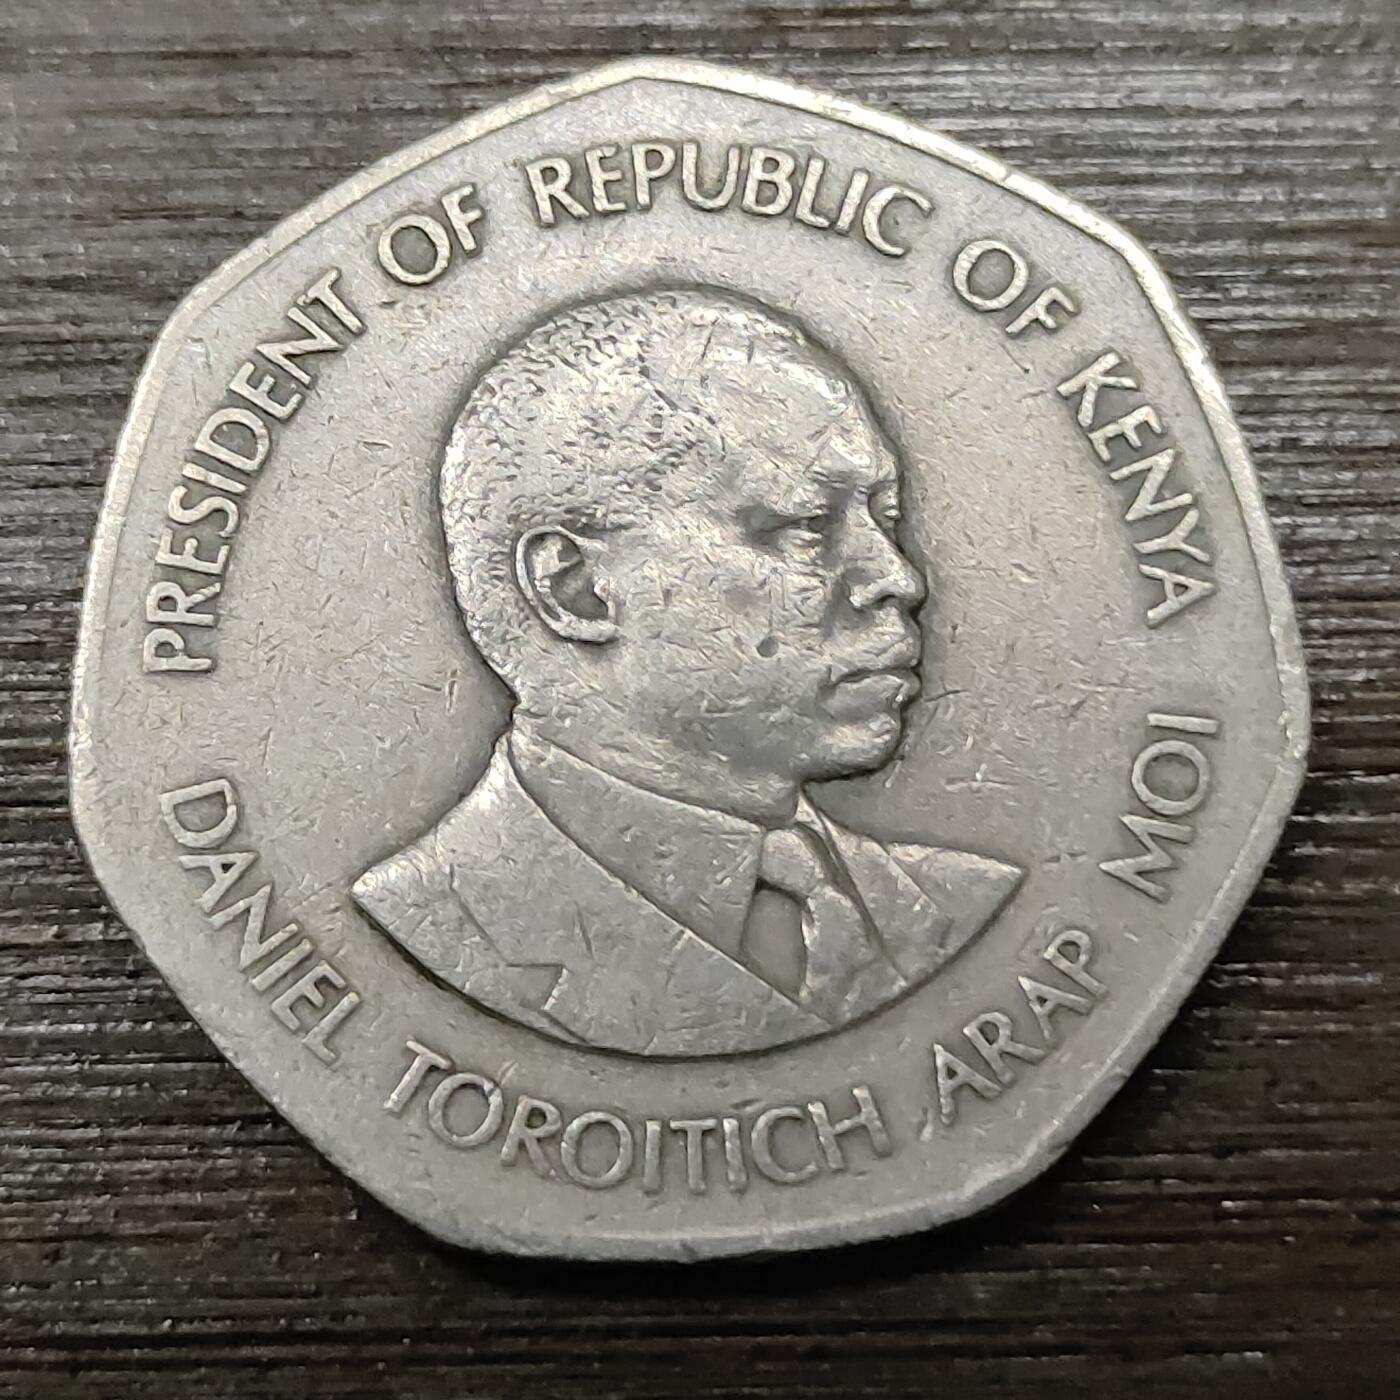 PRESIDENT OF REPUBLIC OF KENYA
DANIEL TOROITICH ARAP MOI